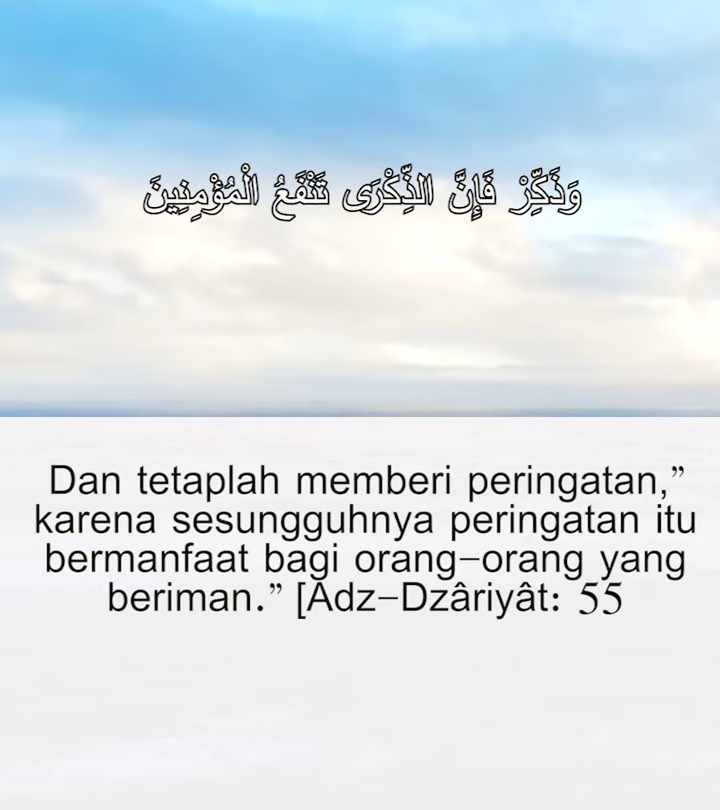 وَذَكِّرْ فَإِنَّ الذِّكْرَى تَنْفَعُ الْمُؤْمِنِينَ
Dan tetaplah memberi peringatan,”
karena sesungguhnya peringatan itu
bermanfaat bagi orang-orang yang
beriman.” [Adz-Dzâriyât: 55